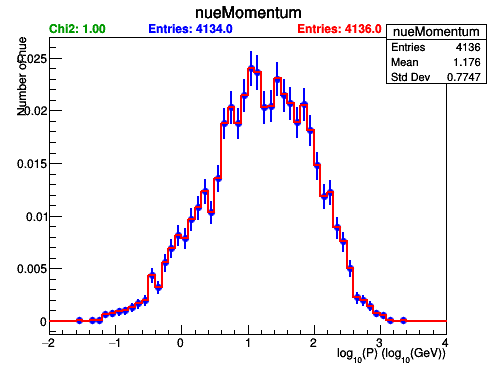 nueMomentum
Chi2: 1.00 Entries: 4134.0 Entries: 4136.0
nueMomentum
Entries 4136
Mean 1.176
Std Dev 0.7747
Number of nue
0.025
0.02
0.015
0.01
0.005
0
−2 −1 0 1 2 3 4
log10(P) (log10(GeV))